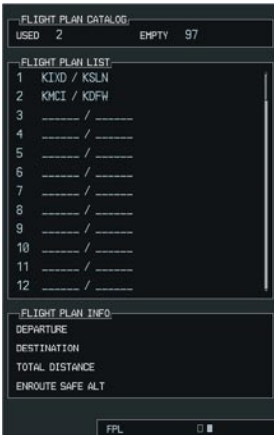 FLIGHT PLAN CATALOG
USED 2 EMPTY 97
FLIGHT PLAN LIST
1 KIXD / KSLN
2 KMCI / KDFW
3 ______ / ______
4 ______ / ______
5 ______ / ______
6 ______ / ______
7 ______ / ______
8 ______ / ______
9 ______ / ______
10 ______ / ______
11 ______ / ______
12 ______ / ______
FLIGHT PLAN INFO
DEPARTURE
DESTINATION
TOTAL DISTANCE
ENROUTE SAFE ALT
FPL